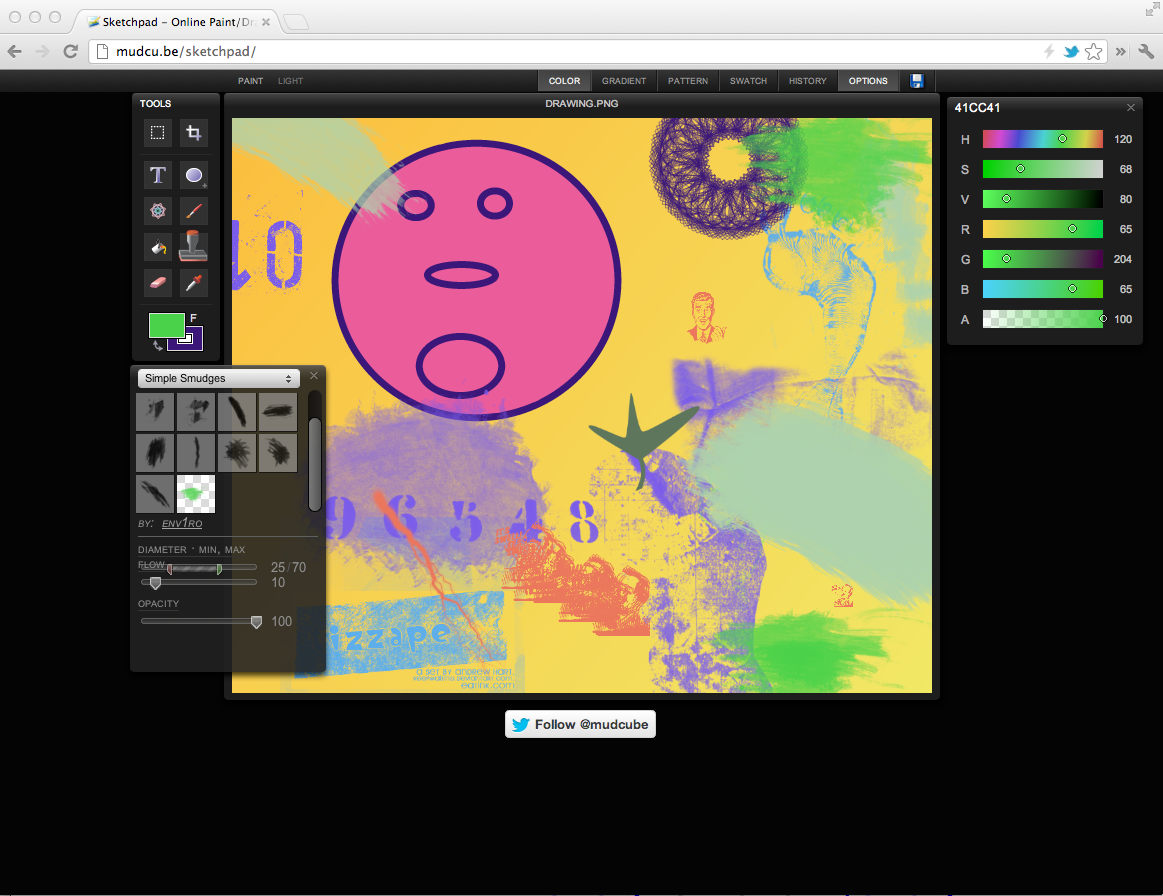 Sketchpad – Online Paint/Dr
mudcu.be/sketchpad/
PAINT LIGHT COLOR GRADIENT PATTERN SWATCH HISTORY OPTIONS
TOOLS
DRAWING.PNG
41CC41
H 120
S 68
V 80
R 65
G 204
B 65
A 100
T
F
10
Simple Smudges
BY: ENV1RO
DIAMETER · MIN, MAX
FLOW 25/70
10
OPACITY
100
9 6 5 4 8
izzape
a set by andrew hart
eatink.com
Follow @mudcube